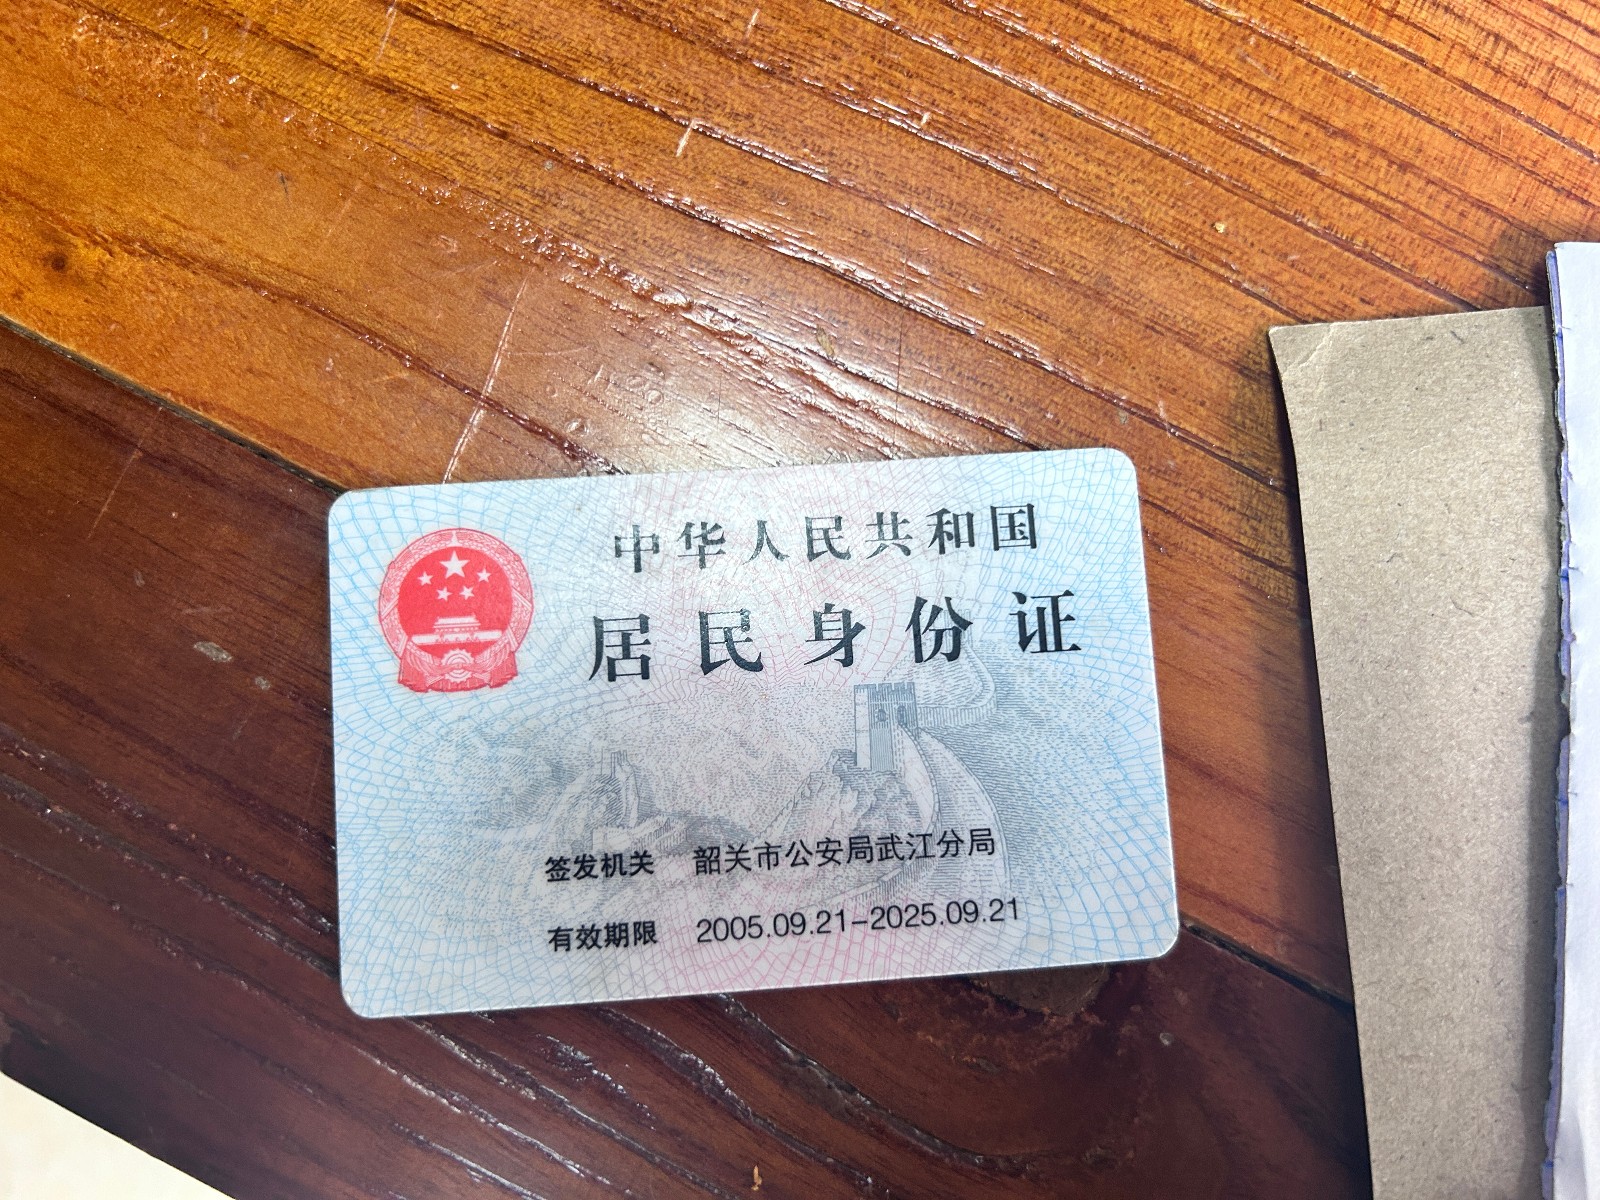 中华人民共和国
居民身份证
签发机关 韶关市公安局武江分局
有效期限 2005.09.21-2025.09.21